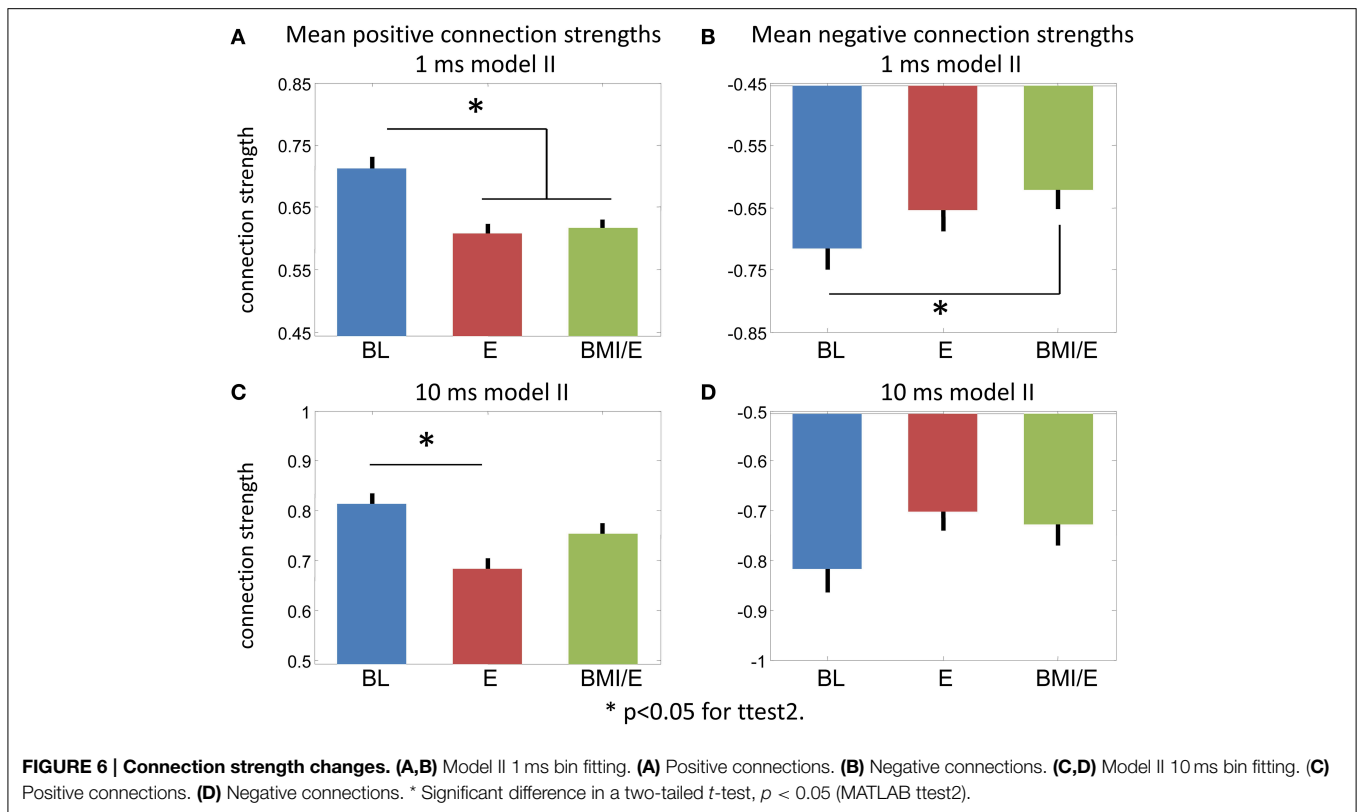 A Mean positive connection strengths
1 ms model II
0.85
0.75
0.65
0.55
0.45
connection strength
*
BL E BMI/E
B Mean negative connection strengths
1 ms model II
-0.45
-0.55
-0.65
-0.75
-0.85
*
BL E BMI/E
C 10 ms model II
1
0.9
0.8
0.7
0.6
0.5
connection strength
*
BL E BMI/E
D 10 ms model II
-0.5
-0.6
-0.7
-0.8
-0.9
-1
BL E BMI/E
* p<0.05 for ttest2.
FIGURE 6 | Connection strength changes. (A,B) Model II 1 ms bin fitting. (A) Positive connections. (B) Negative connections. (C,D) Model II 10 ms bin fitting. (C)
Positive connections. (D) Negative connections. * Significant difference in a two-tailed t-test, p < 0.05 (MATLAB ttest2).